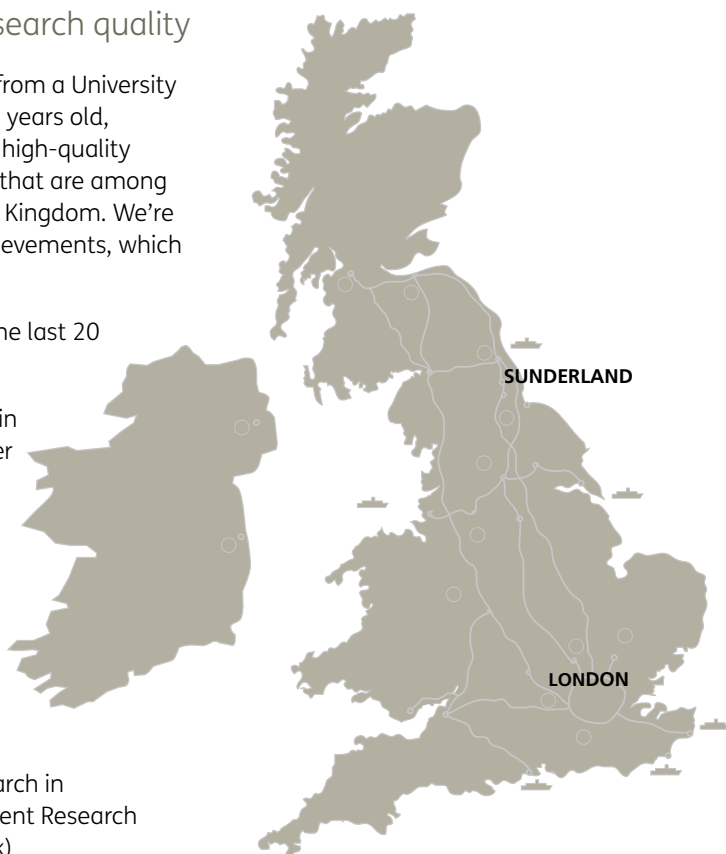 search quality
from a University
years old,
high-quality
that are among
Kingdom. We're
ievements, which
he last 20
in
er
arch in
ent Research
k)
SUNDERLAND
LONDON